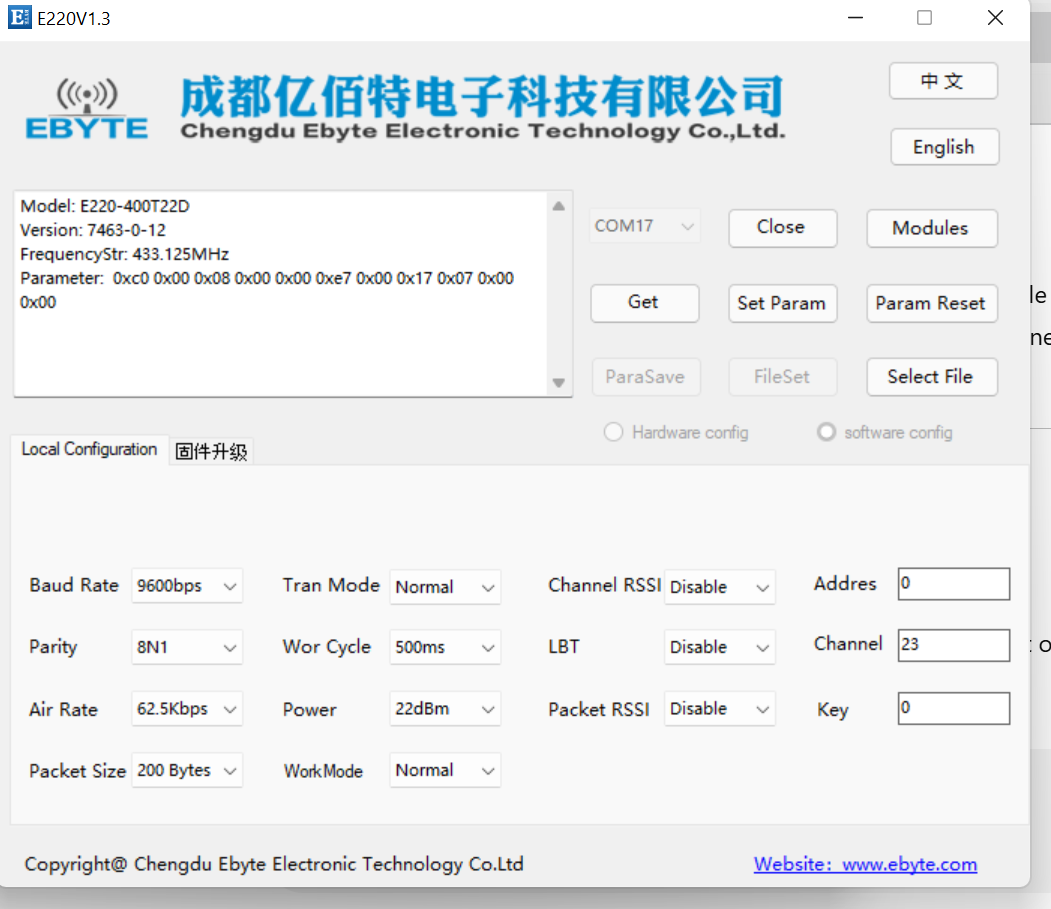 E220V1.3
EBYTE
成都亿佰特电子科技有限公司
Chengdu Ebyte Electronic Technology Co.,Ltd.
中 文
English
Model: E220-400T22D
Version: 7463-0-12
FrequencyStr: 433.125MHz
Parameter:  0xc0 0x00 0x08 0x00 0x00 0xe7 0x00 0x17 0x07 0x00
0x00
COM17 Close Modules
Get Set Param Param Reset
ParaSave FileSet Select File
Hardware config software config
Local Configuration 固件升级
Baud Rate 9600bps Tran Mode Normal Channel RSSI Disable Addres 0
Parity 8N1 Wor Cycle 500ms LBT Disable Channel 23
Air Rate 62.5Kbps Power 22dBm Packet RSSI Disable Key 0
Packet Size 200 Bytes WorkMode Normal
Copyright@ Chengdu Ebyte Electronic Technology Co.Ltd Website: www.ebyte.com